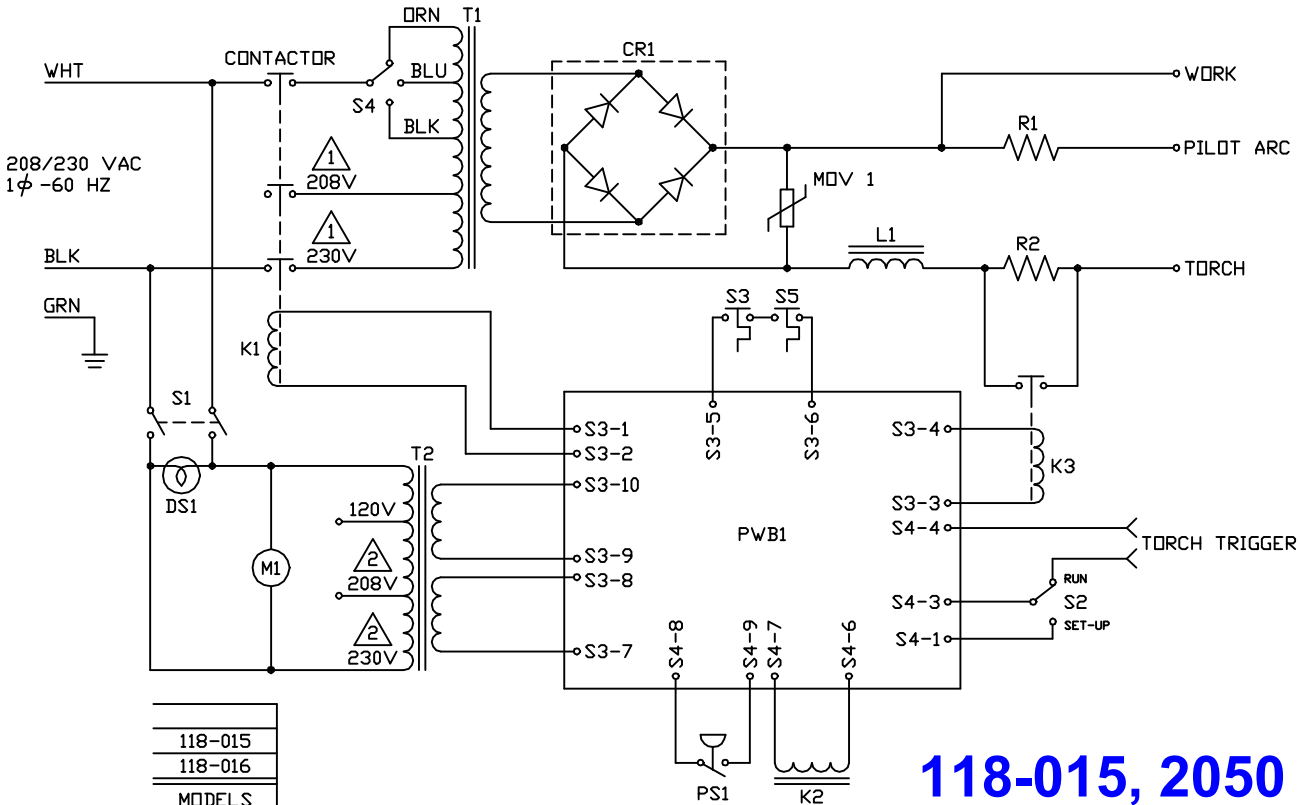 ORN T1
CONTACTOR
WHT
BLU
S4
BLK
CR1
WORK
R1
PILOT ARC
208/230 VAC
1ϕ -60 HZ
1
208V
MOV 1
1
230V
BLK
L1
R2
TORCH
GRN
K1
S3 S5
S1
S3-1
S3-2
S3-10
S3-5
S3-6
S3-4
K3
S3-3
T2
DS1
120V
M1
2
208V
2
230V
S3-9
S3-8
S3-7
PWB1
S4-4
TORCH TRIGGER
RUN
S4-3
S2
SET-UP
S4-1
S4-8
S4-9
S4-7
S4-6
PS1
K2
118-015
118-016
MODELS
118-015, 2050